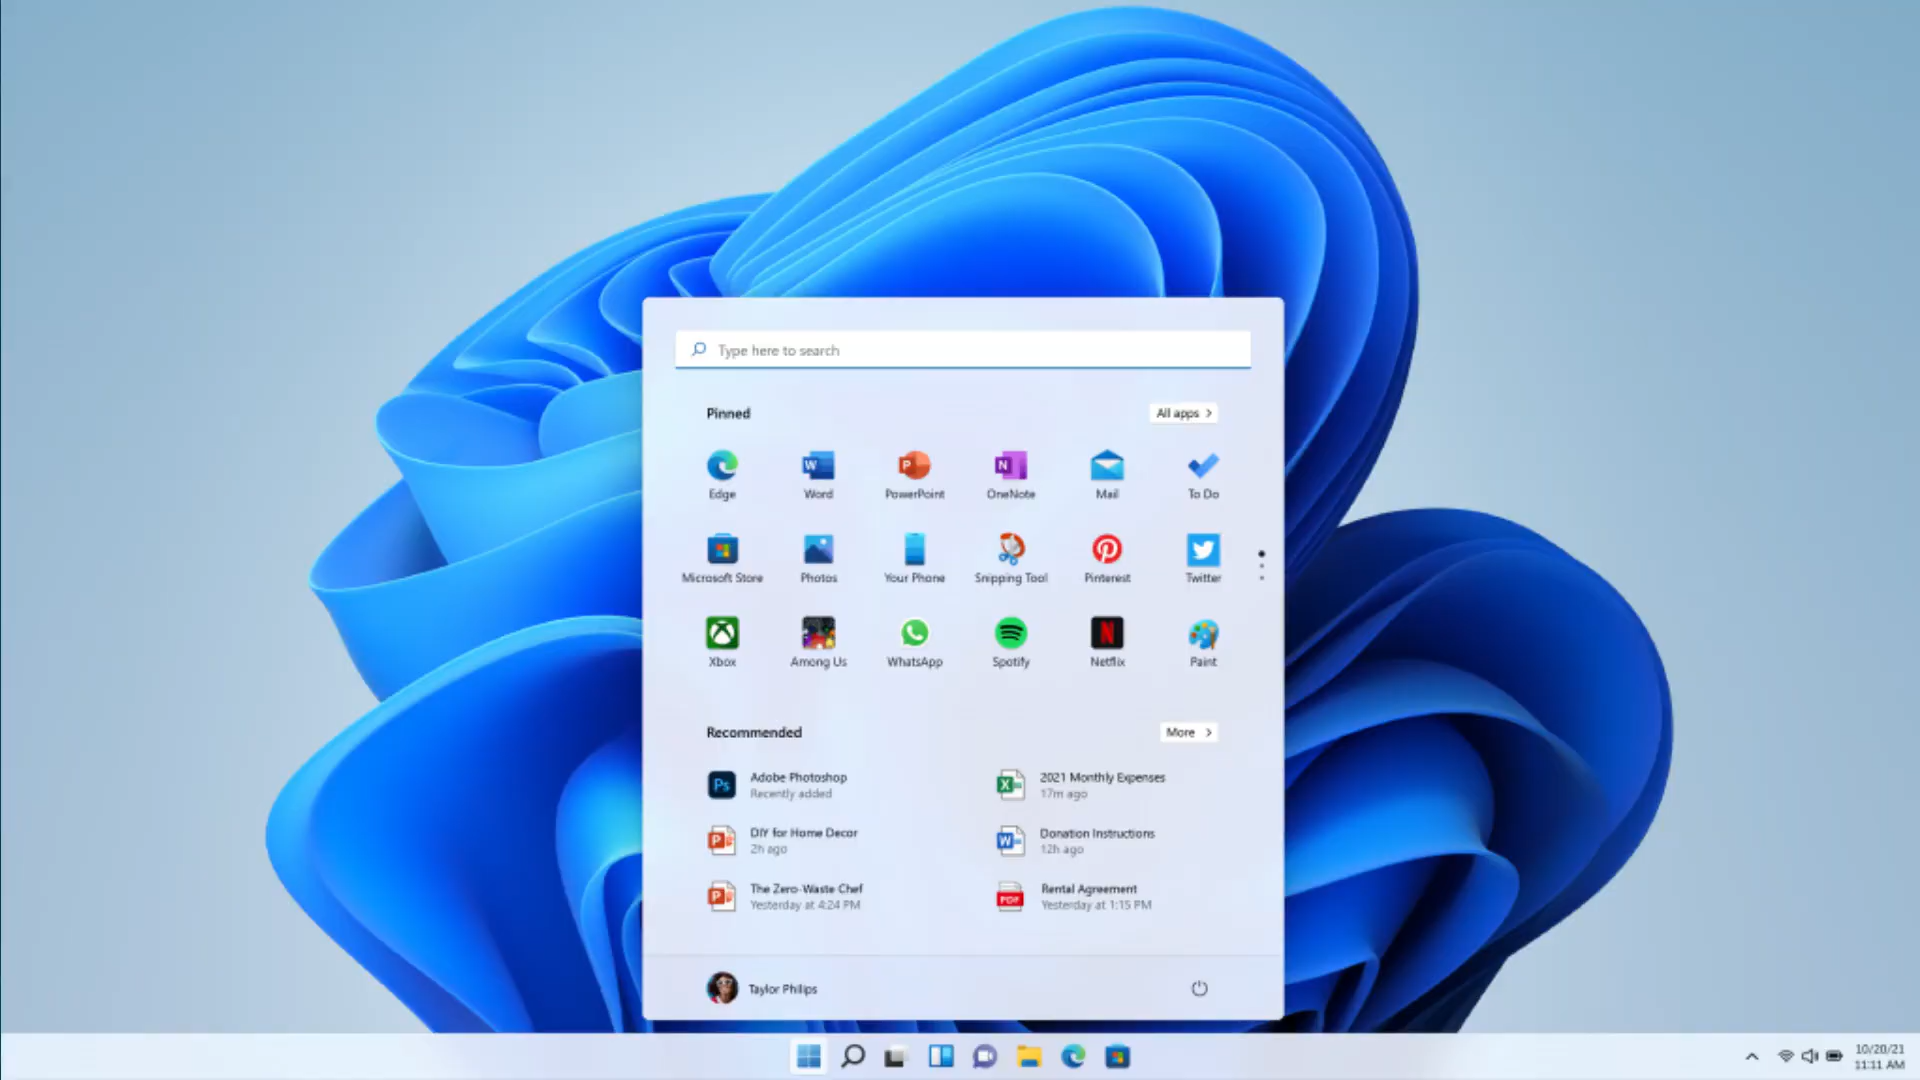 Type here to search
Pinned
All apps
Edge
Word
PowerPoint
OneNote
Mail
To Do
Microsoft Store
Photos
Your Phone
Snipping Tool
Pinterest
Twitter
Xbox
Among Us
WhatsApp
Spotify
Netflix
Paint
Recommended
More
Adobe Photoshop
Recently added
2021 Monthly Expenses
17m ago
DIY for Home Decor
2h ago
Donation Instructions
12h ago
The Zero-Waste Chef
Yesterday at 4:24 PM
Rental Agreement
Yesterday at 1:15 PM
Taylor Philips
10/20/21
11:11 AM